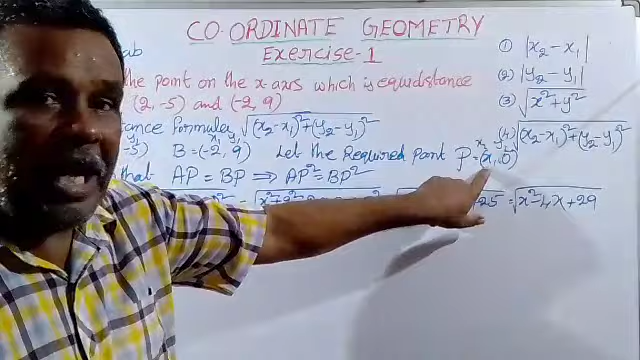 CO-ORDINATE GEOMETRY
Exercise-1
the point on the x-axis which is equidistance
(2, -5) and (-2, 9)
Formula √(x₂-x₁)²+(y₂-y₁)²
x₁ y₁
-5) B = (-2, 9) Let the Required Point P = (x, 0)
that AP = BP ⟹ AP² = BP²
25 = √x²-4x+29
① |x₂-x₁|
(2) |y₂-y₁|
(3) √x²+y²
(4) √(x₂-x₁)²+(y₂-y₁)²